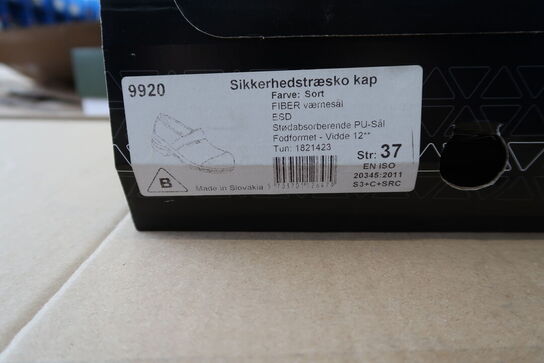 9920
Sikkerhedstræsko kap
Farve: Sort
FIBER værnesål
ESD
Stødabsorberende PU-Sål
Fodformet - Vidde 12**
Tun: 1821423
Str: 37
EN ISO
20345:2011
S3+C+SRC
B
Made in Slovakia